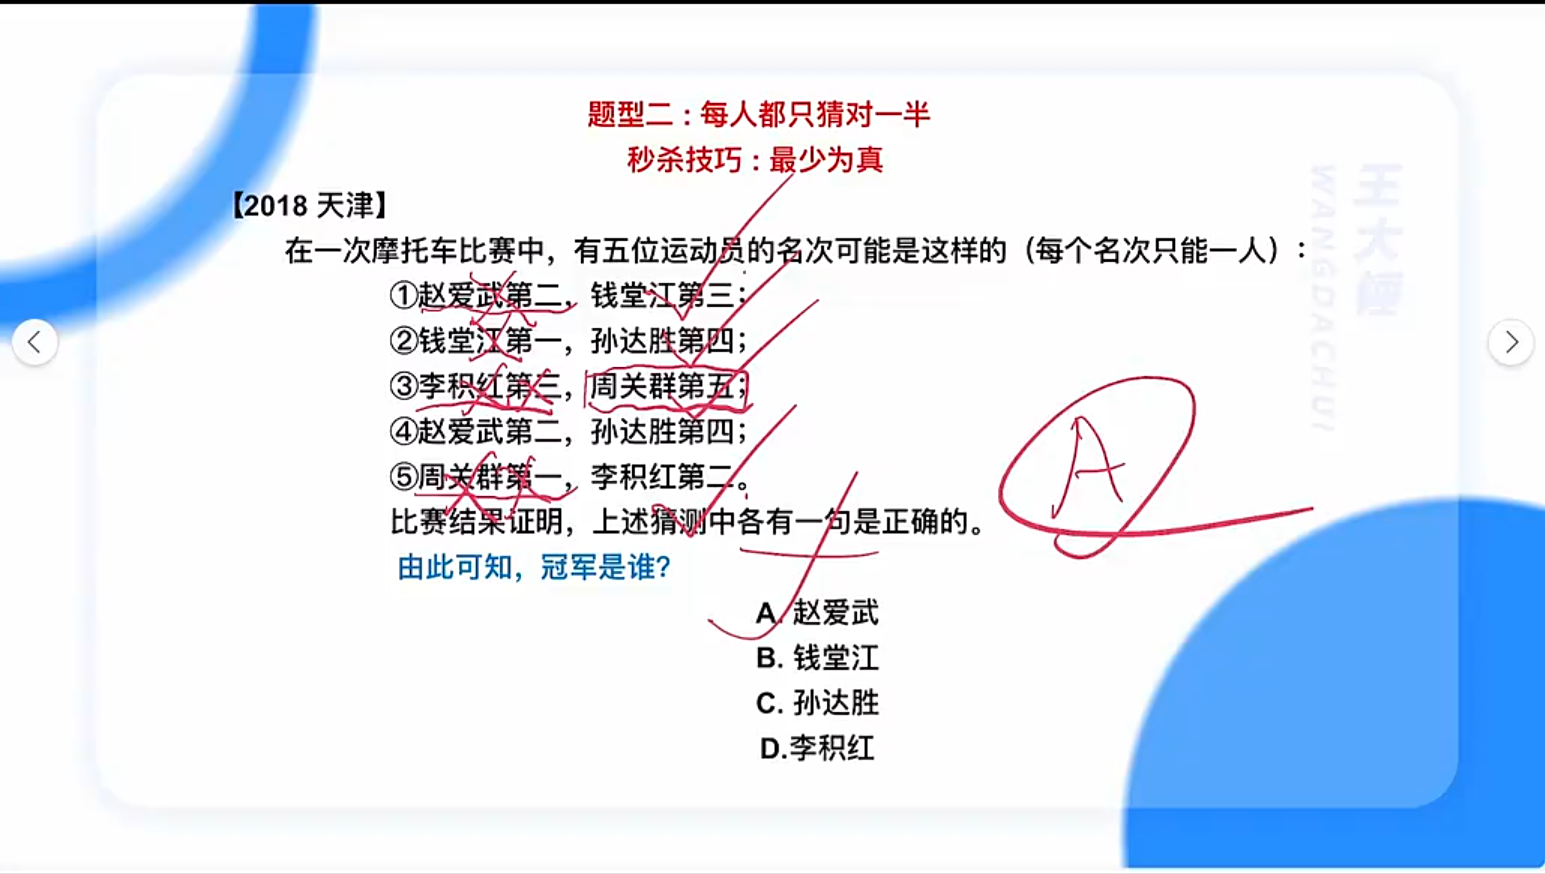 题型二：每人都只猜对一半
秒杀技巧：最少为真
【2018 天津】
在一次摩托车比赛中，有五位运动员的名次可能是这样的（每个名次只能一人）：
①赵爱武第二，钱堂江第三；
②钱堂江第一，孙达胜第四；
③李积红第三，周关群第五；
④赵爱武第二，孙达胜第四；
⑤周关群第一，李积红第二。
比赛结果证明，上述猜测中各有一句是正确的。
由此可知，冠军是谁？
A. 赵爱武
B. 钱堂江
C. 孙达胜
D.李积红
A
WANGDACHUI